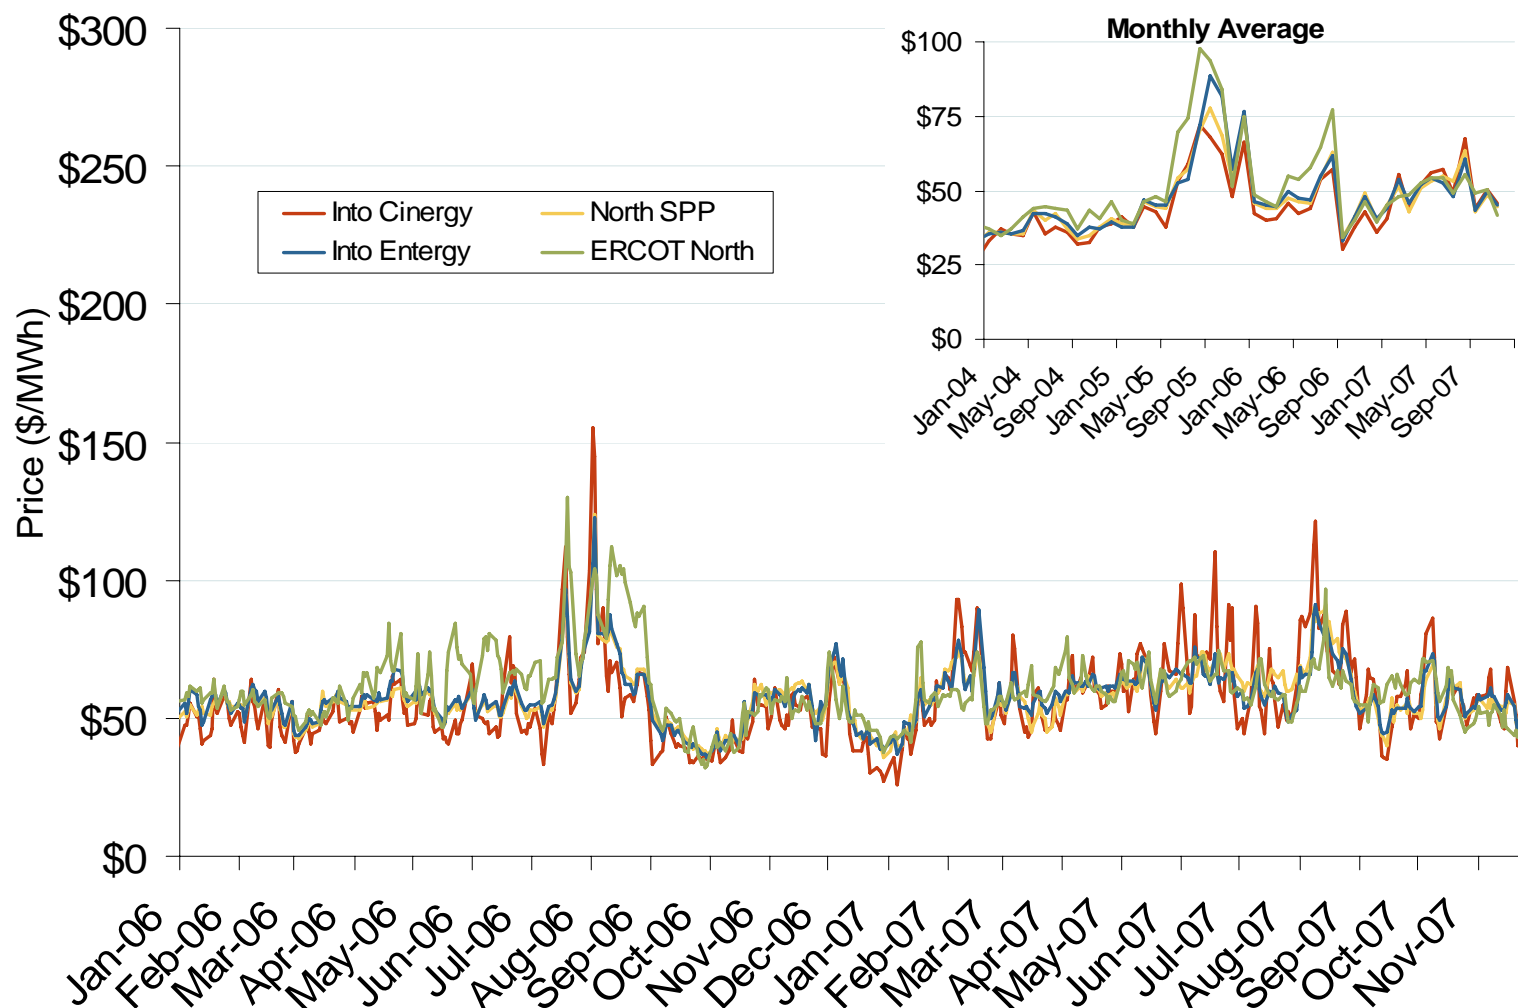 Monthly Average
$300
$250
$200
$150
$100
$50
$0
Price ($/MWh)
Into Cinergy
North SPP
Into Entergy
ERCOT North
$100
$75
$50
$25
$0
Jan-04
May-04
Sep-04
Jan-05
May-05
Sep-05
Jan-06
May-06
Sep-06
Jan-07
May-07
Sep-07
Jan-06
Feb-06
Mar-06
Apr-06
May-06
Jun-06
Jul-06
Aug-06
Sep-06
Oct-06
Nov-06
Dec-06
Jan-07
Feb-07
Mar-07
Apr-07
May-07
Jun-07
Jul-07
Aug-07
Sep-07
Oct-07
Nov-07